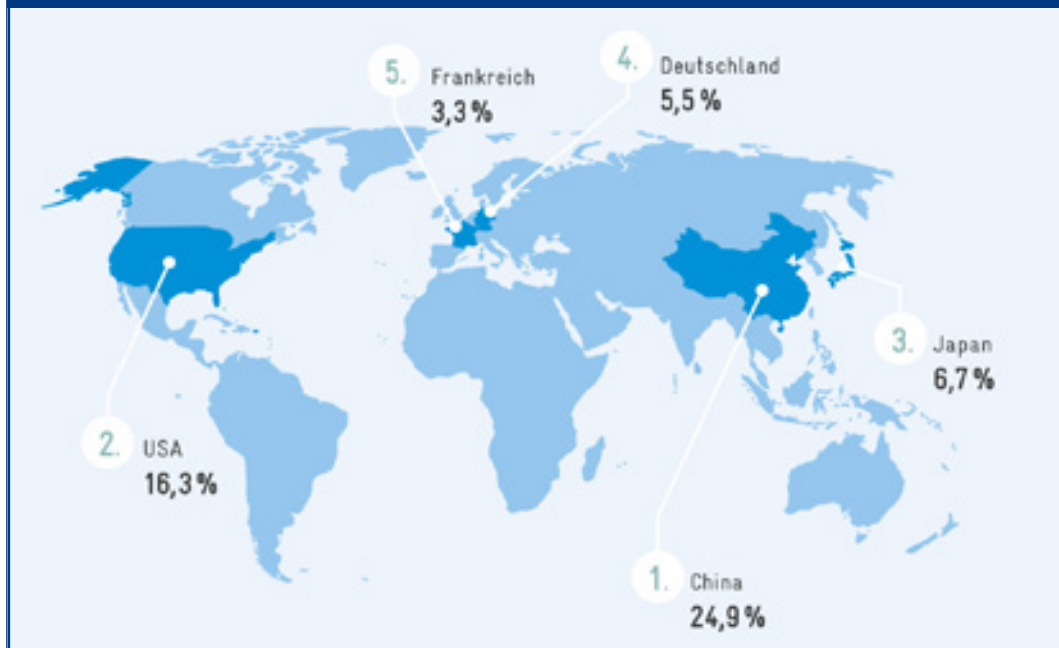 5. Frankreich
3,3 %
4. Deutschland
5,5 %
3. Japan
6,7 %
2. USA
16,3 %
1. China
24,9 %